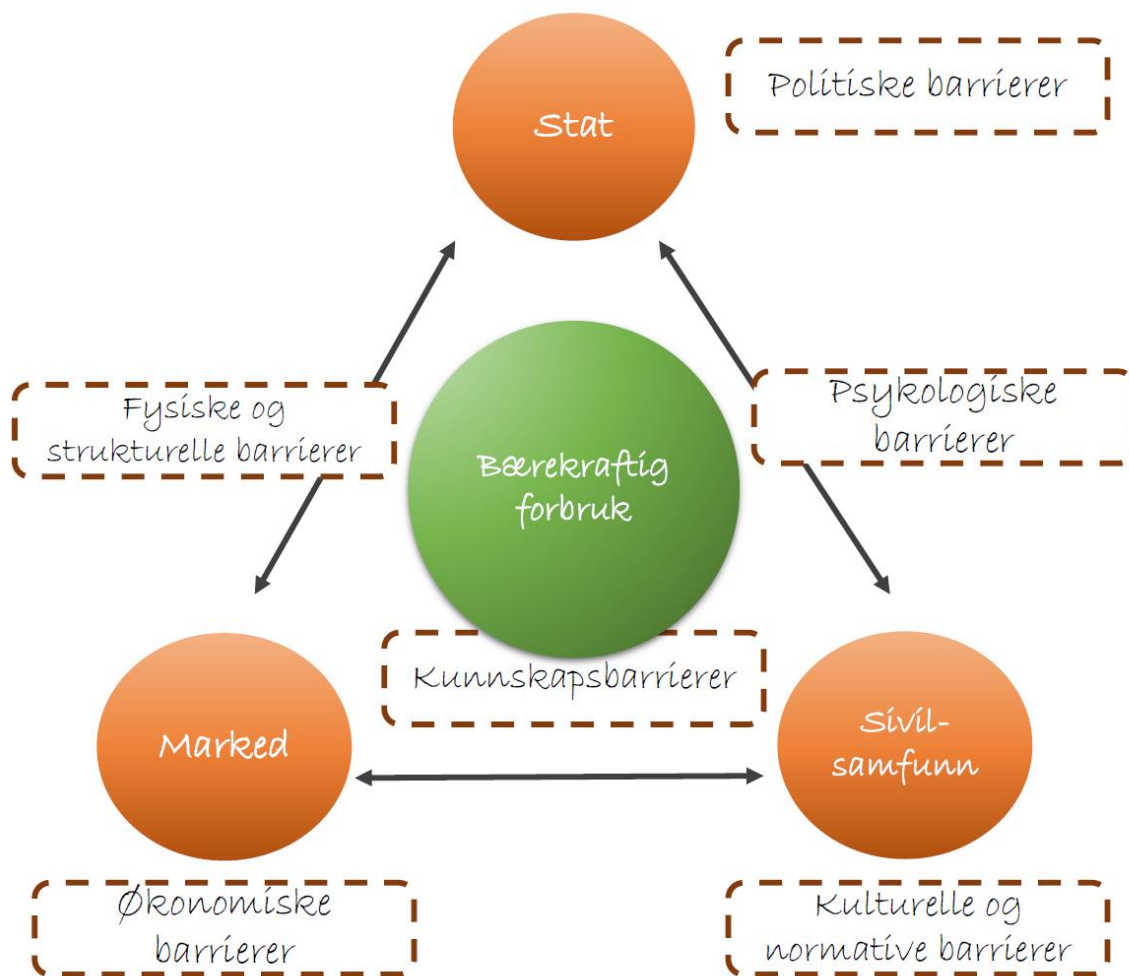 Politiske barrierer
Stat
Fysiske og
strukturelle barrierer
Psykologiske
barrierer
Bærekraftig
forbruk
Kunnskapsbarrierer
Marked
Sivil-
samfunn
Økonomiske
barrierer
Kulturelle og
normative barrierer